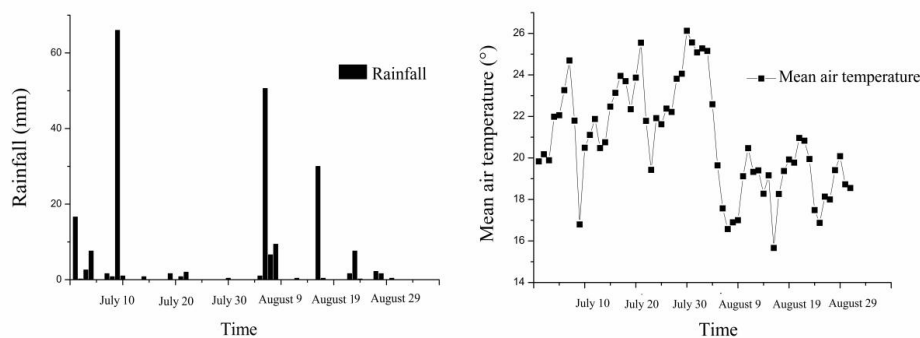 60
40
20
0
Rainfall (mm)
Rainfall
July 10
July 20
July 30
August 9
August 19
August 29
Time
26
24
22
20
18
16
14
Mean air temperature (°)
Mean air temperature
July 10
July 20
July 30
August 9
August 19
August 29
Time